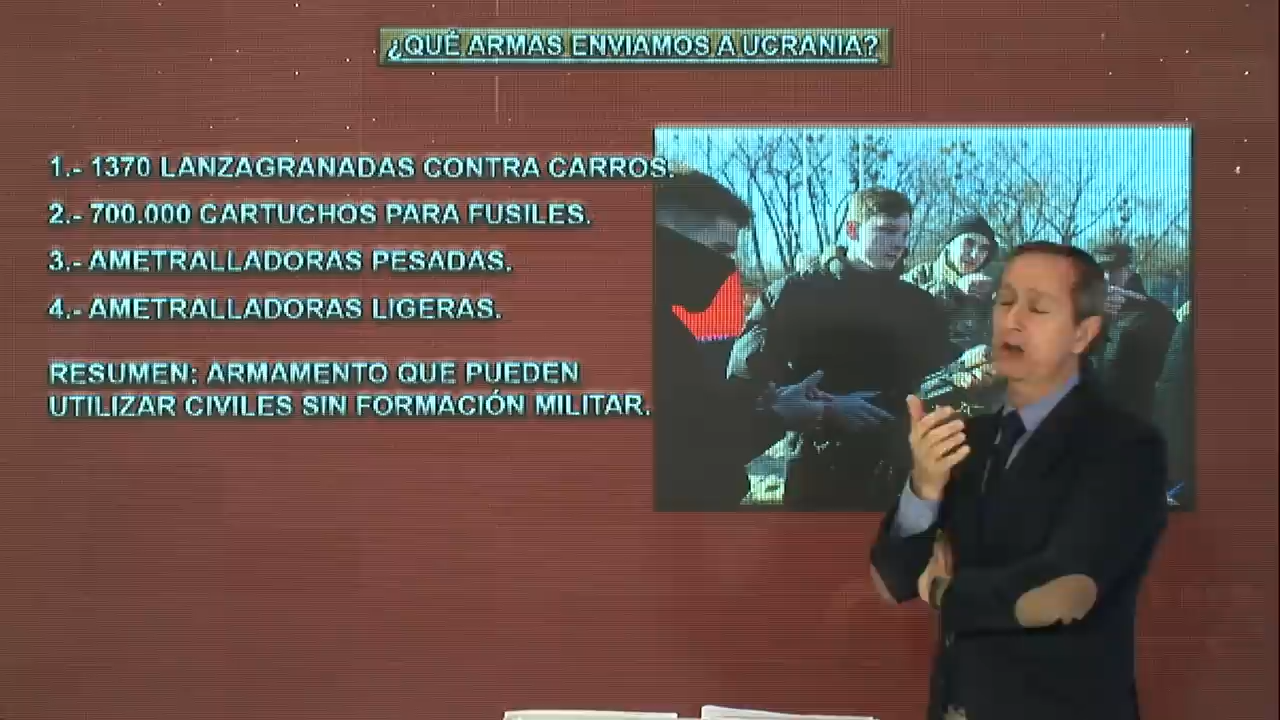 ¿QUÉ ARMAS ENVIAMOS A UCRANIA?
1.- 1370 LANZAGRANADAS CONTRA CARROS.
2.- 700.000 CARTUCHOS PARA FUSILES.
3.- AMETRALLADORAS PESADAS.
4.- AMETRALLADORAS LIGERAS.
RESUMEN: ARMAMENTO QUE PUEDEN
UTILIZAR CIVILES SIN FORMACIÓN MILITAR.